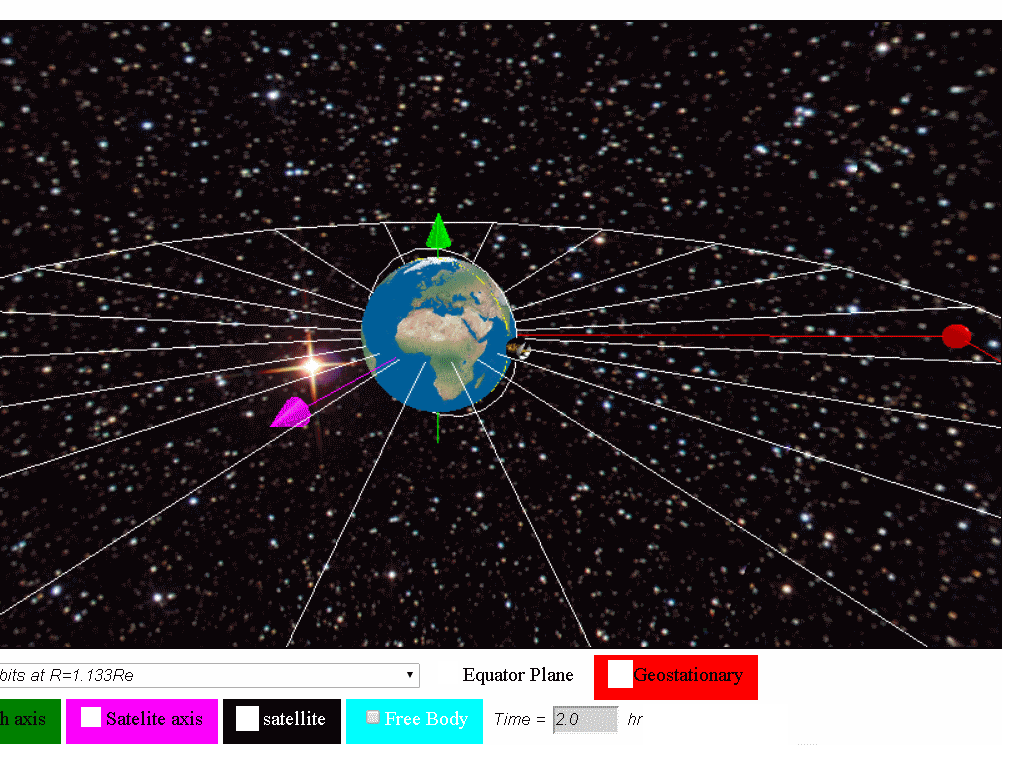 bits at R=1.133Re
Equator Plane
Geostationary
h axis
Satelite axis
satellite
Free Body
Time = 2.0 hr